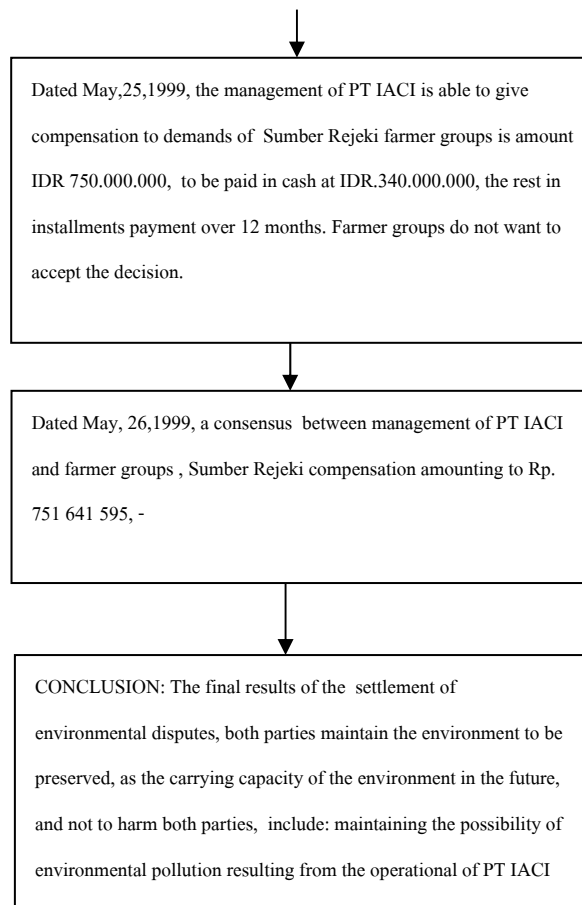 Dated May,25,1999, the management of PT IACI is able to give
compensation to demands of Sumber Rejeki farmer groups is amount
IDR 750.000.000, to be paid in cash at IDR.340.000.000, the rest in
installments payment over 12 months. Farmer groups do not want to
accept the decision.
Dated May, 26,1999, a consensus between management of PT IACI
and farmer groups , Sumber Rejeki compensation amounting to Rp.
751 641 595, -
CONCLUSION: The final results of the settlement of
environmental disputes, both parties maintain the environment to be
preserved, as the carrying capacity of the environment in the future,
and not to harm both parties, include: maintaining the possibility of
environmental pollution resulting from the operational of PT IACI